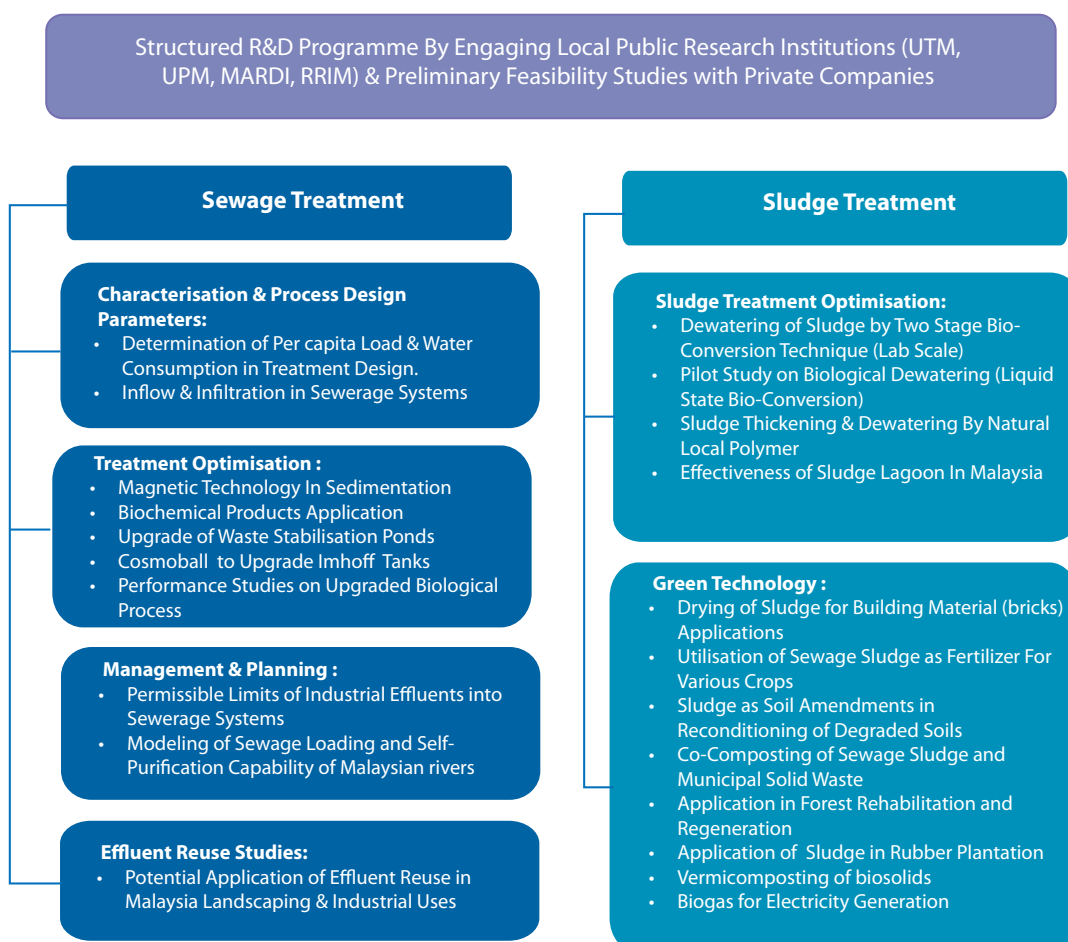 Structured R&D Programme By Engaging Local Public Research Institutions (UTM,
UPM, MARDI, RRIM) & Preliminary Feasibility Studies with Private Companies
Sewage Treatment
Characterisation & Process Design
Parameters:
• Determination of Per capita Load & Water
Consumption in Treatment Design.
• Inflow & Infiltration in Sewerage Systems
Treatment Optimisation :
• Magnetic Technology In Sedimentation
• Biochemical Products Application
• Upgrade of Waste Stabilisation Ponds
• Cosmoball to Upgrade Imhoff Tanks
• Performance Studies on Upgraded Biological
Process
Management & Planning :
• Permissible Limits of Industrial Effluents into
Sewerage Systems
• Modeling of Sewage Loading and Self-
Purification Capability of Malaysian rivers
Effluent Reuse Studies:
• Potential Application of Effluent Reuse in
Malaysia Landscaping & Industrial Uses
Sludge Treatment
Sludge Treatment Optimisation:
• Dewatering of Sludge by Two Stage Bio-
Conversion Technique (Lab Scale)
• Pilot Study on Biological Dewatering (Liquid
State Bio-Conversion)
• Sludge Thickening & Dewatering By Natural
Local Polymer
• Effectiveness of Sludge Lagoon In Malaysia
Green Technology :
• Drying of Sludge for Building Material (bricks)
Applications
• Utilisation of Sewage Sludge as Fertilizer For
Various Crops
• Sludge as Soil Amendments in
Reconditioning of Degraded Soils
• Co-Composting of Sewage Sludge and
Municipal Solid Waste
• Application in Forest Rehabilitation and
Regeneration
• Application of Sludge in Rubber Plantation
• Vermicomposting of biosolids
• Biogas for Electricity Generation